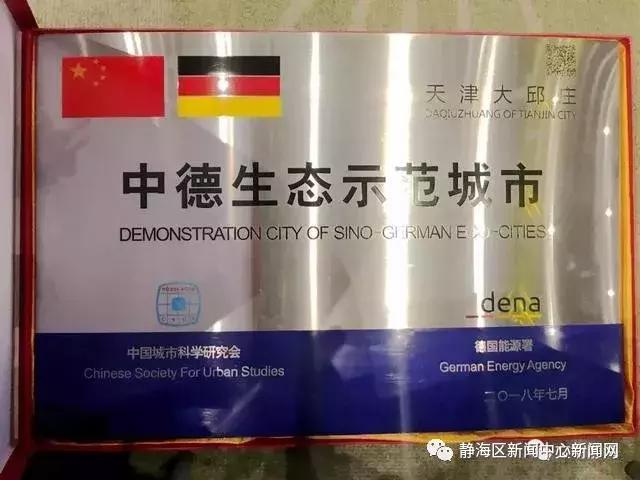 天津大邱庄
DAQIUZHUANG OF TIANJIN CITY
中德生态示范城市
DEMONSTRATION CITY OF SINO-GERMAN ECO-CITIES
dena
中国城市科学研究会
Chinese Society For Urban Studies
德国能源署
German Energy Agency
二〇一八年七月
静海区新闻中心新闻网